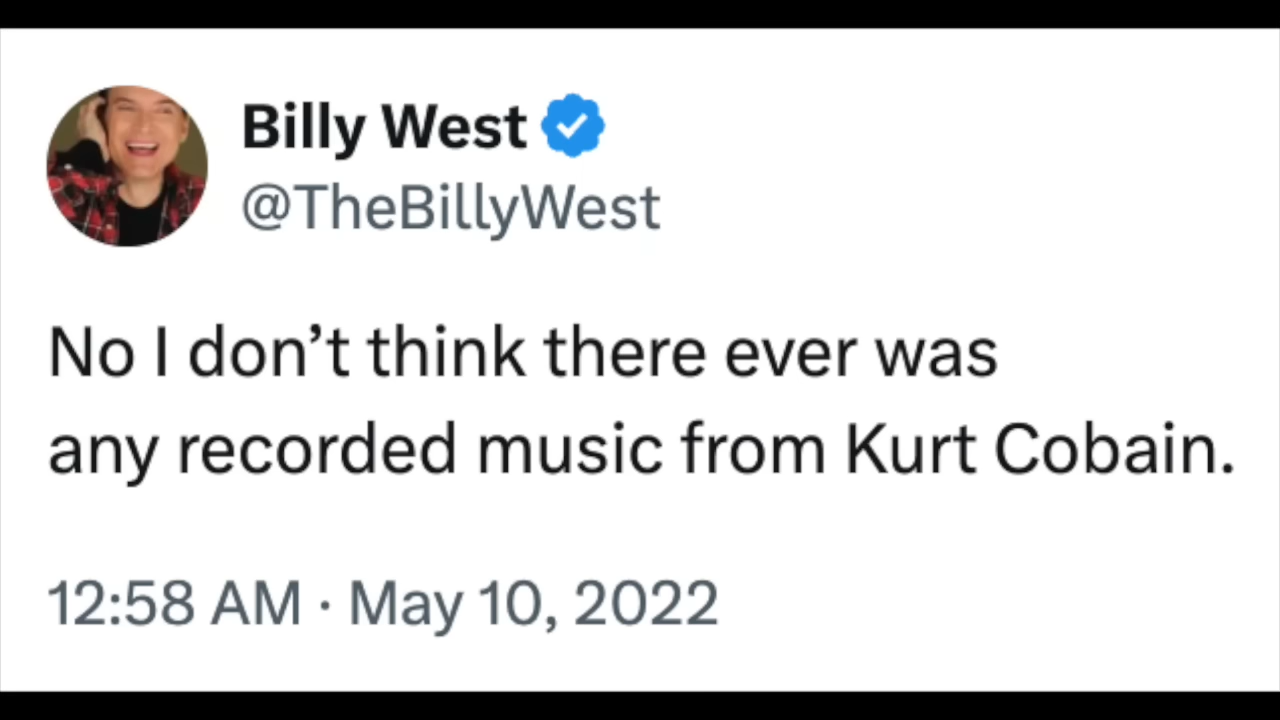 Billy West
@TheBillyWest
No I don’t think there ever was
any recorded music from Kurt Cobain.
12:58 AM · May 10, 2022